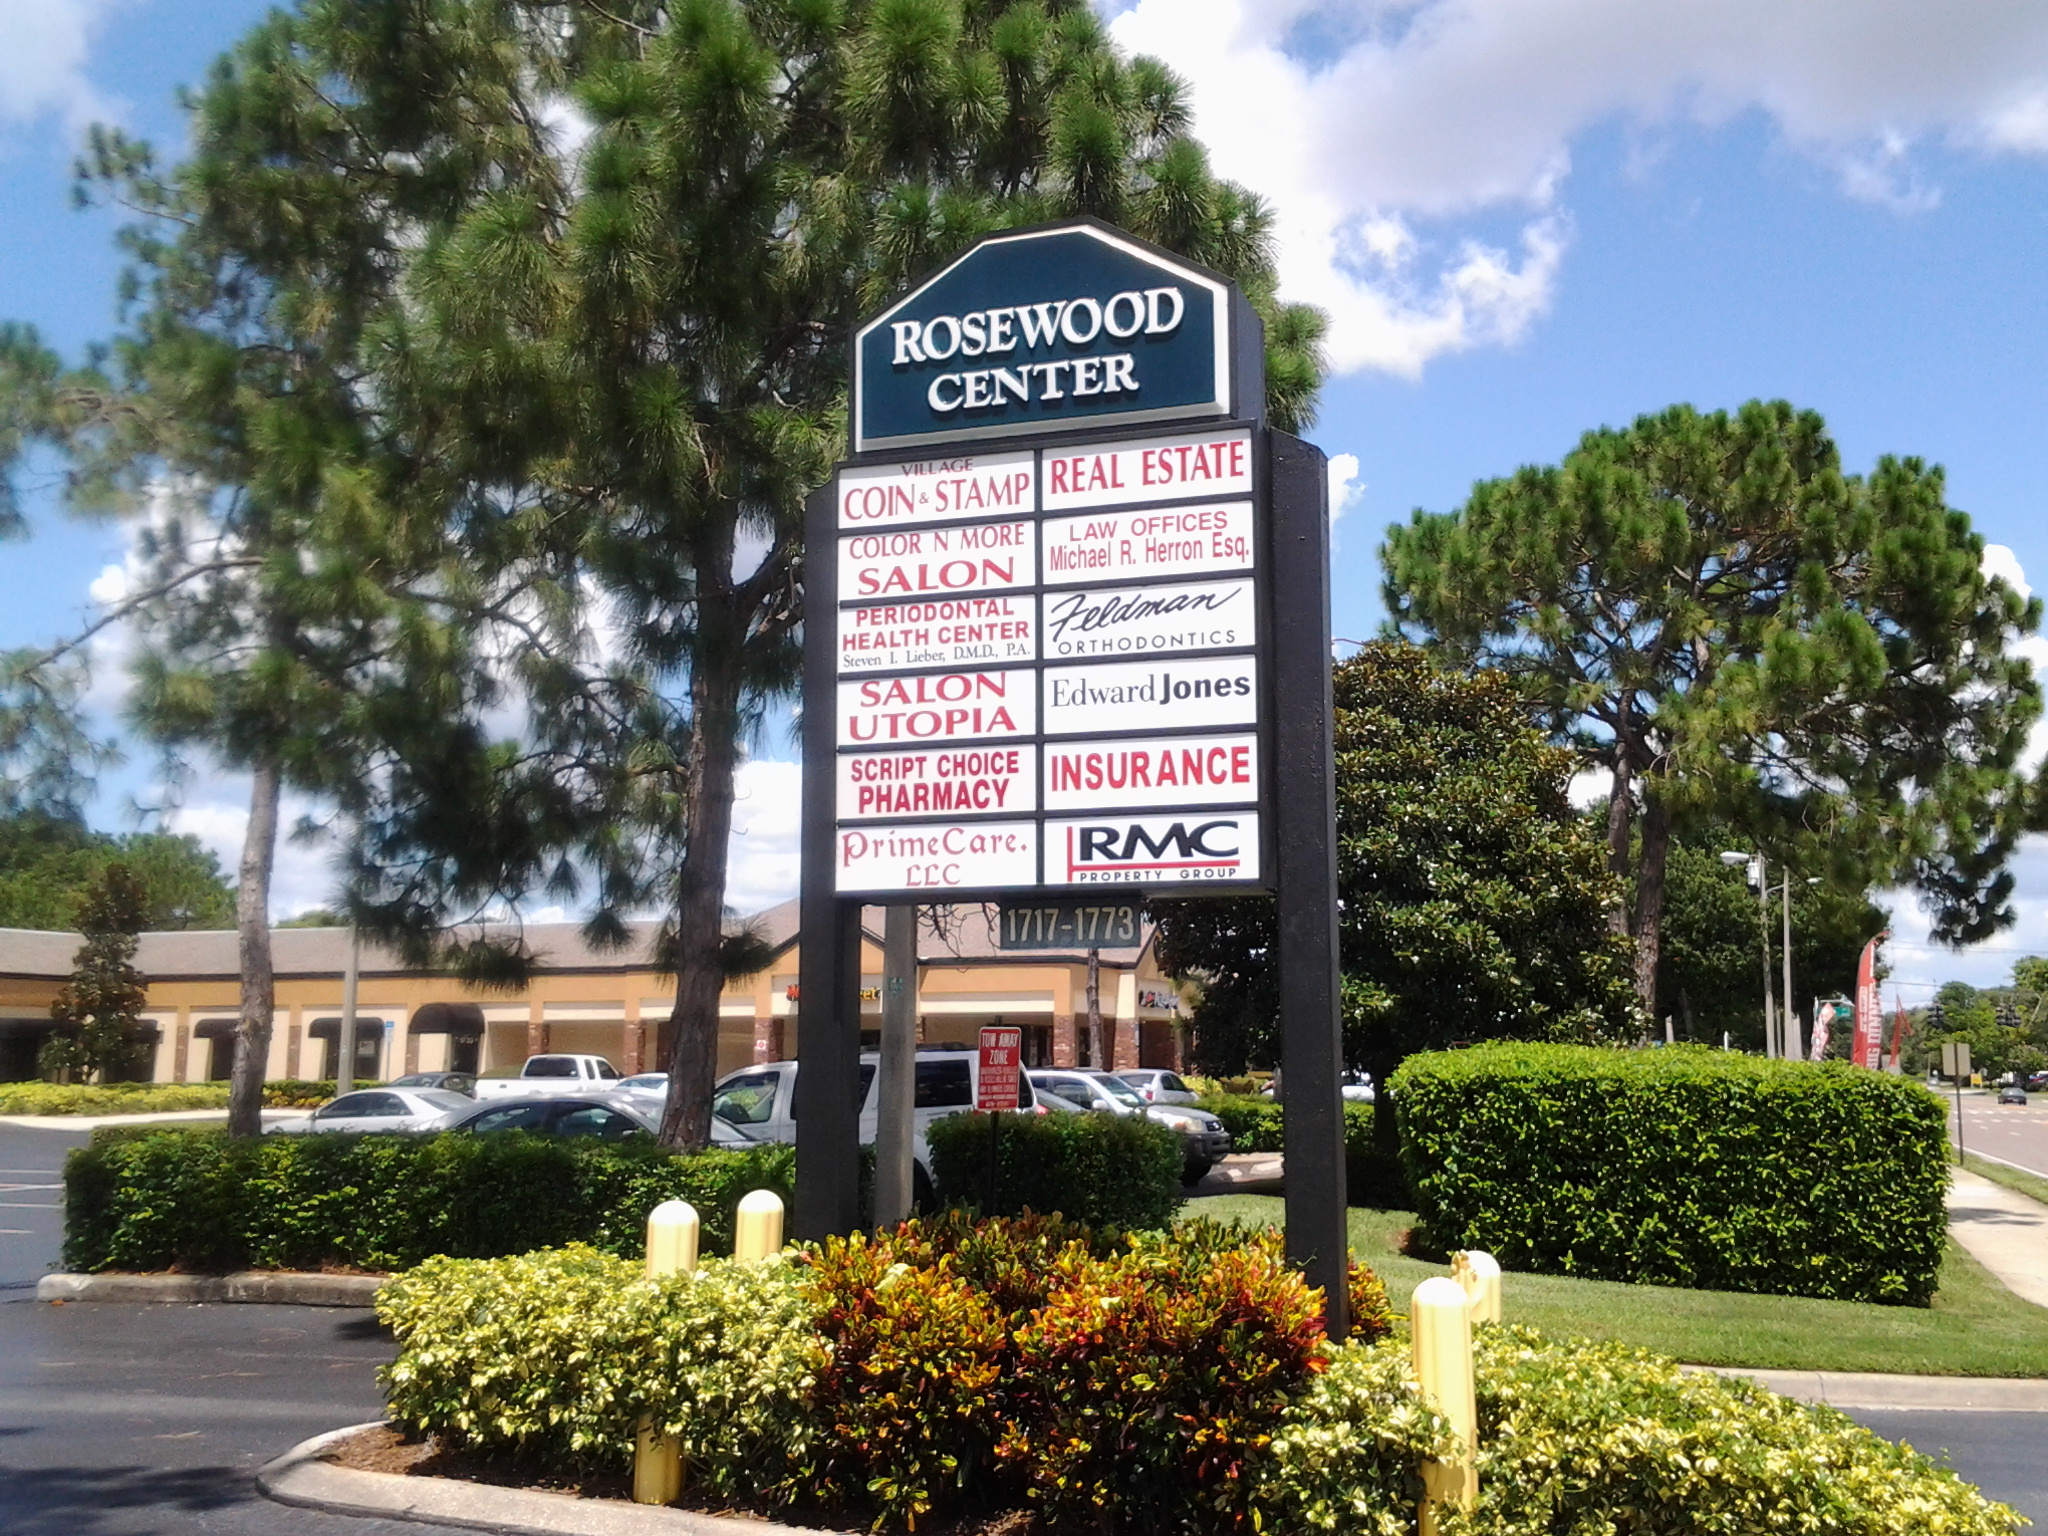 ROSEWOOD
CENTER
VILLAGE
COIN & STAMP
COLOR N MORE
SALON
PERIODONTAL
HEALTH CENTER
Steven I. Lieber, D.M.D., P.A.
SALON
UTOPIA
SCRIPT CHOICE
PHARMACY
PrimeCare.
LLC
REAL ESTATE
LAW OFFICES
Michael R. Herron Esq.
Feldman
ORTHODONTICS
Edward Jones
INSURANCE
RMC
PROPERTY GROUP
1717-1773
TOW AWAY
ZONE